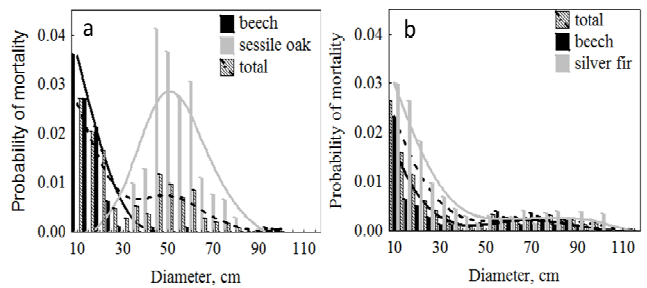 a
beech
sessile oak
total
Probability of mortality
0.04
0.03
0.02
0.01
0.00
10 30 50 70 90 110
Diameter, cm
b
total
beech
silver fir
Probability of mortality
0.04
0.03
0.02
0.01
0.00
10 30 50 70 90 110
Diameter, cm